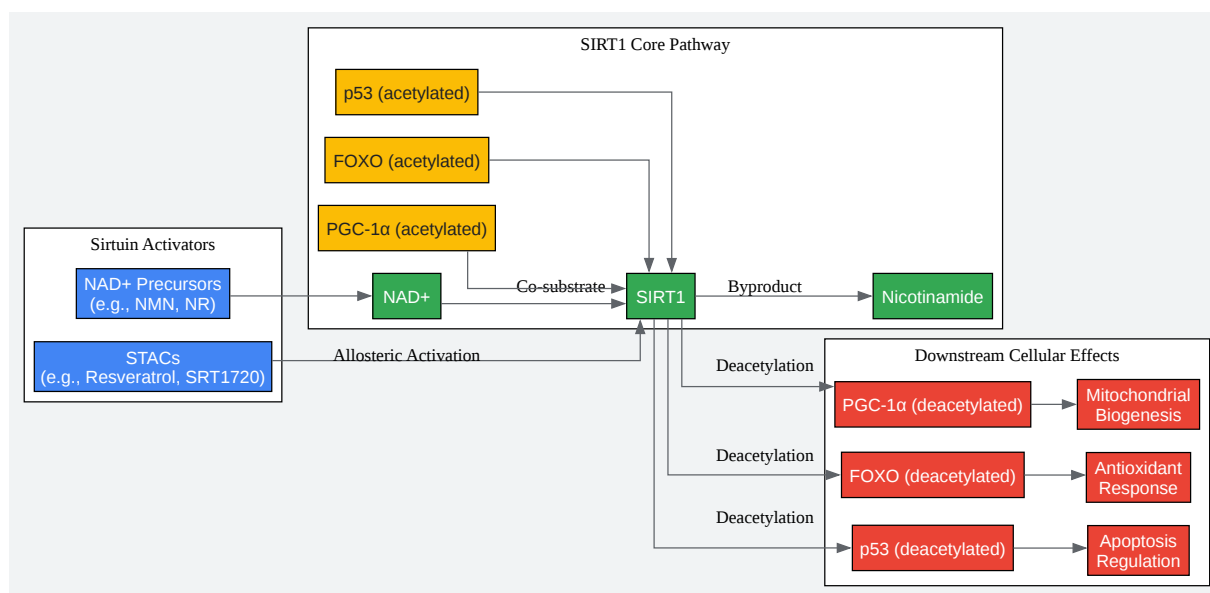 SIRT1 Core Pathway
p53 (acetylated)
FOXO (acetylated)
PGC-1α (acetylated)
Sirtuin Activators
NAD+ Precursors
(e.g., NMN, NR)
STACs
(e.g., Resveratrol, SRT1720)
NAD+
Co-substrate
SIRT1
Byproduct
Nicotinamide
Allosteric Activation
Downstream Cellular Effects
Deacetylation
PGC-1α (deacetylated)
Mitochondrial
Biogenesis
Deacetylation
FOXO (deacetylated)
Antioxidant
Response
Deacetylation
p53 (deacetylated)
Apoptosis
Regulation